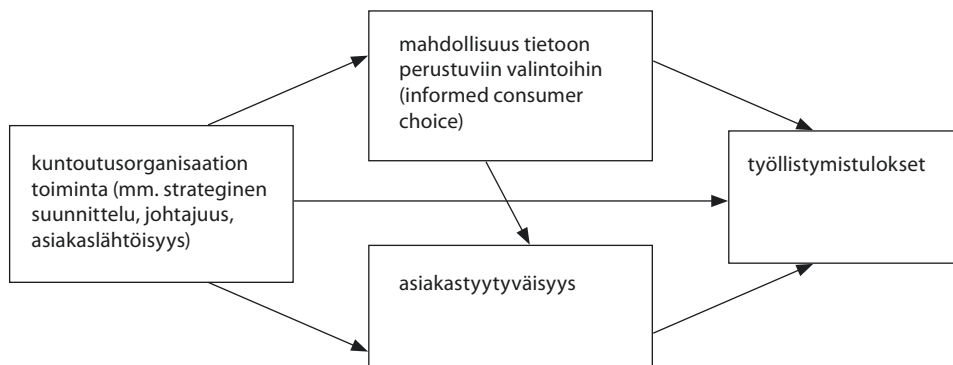 mahdollisuus tietoon
perustuviin valintoihin
(informed consumer
choice)
kuntoutusorganisaation
toiminta (mm. strateginen
suunnittelu, johtajuus,
asiakaslähtöisyys)
työllistymistulokset
asiakastyytyväisyys